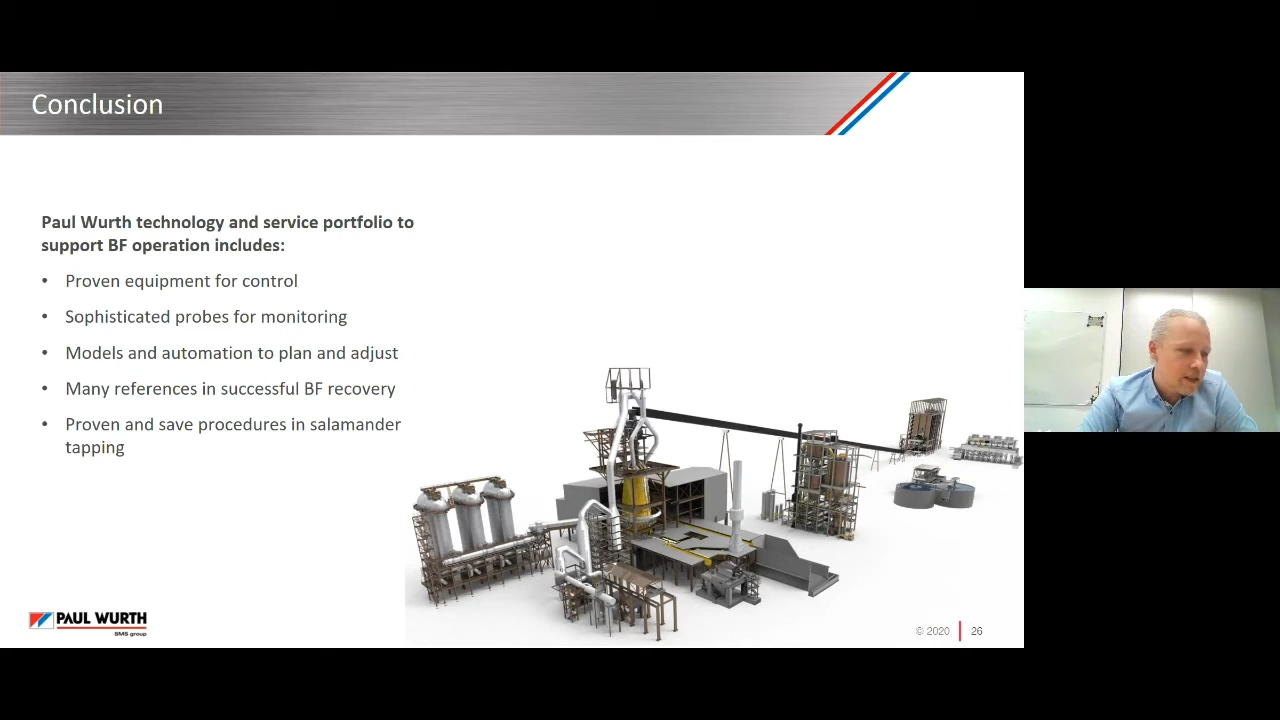 Conclusion
Paul Wurth technology and service portfolio to
support BF operation includes:
• Proven equipment for control
• Sophisticated probes for monitoring
• Models and automation to plan and adjust
• Many references in successful BF recovery
• Proven and save procedures in salamander
tapping
PAUL WURTH
SMS group
© 2020 26